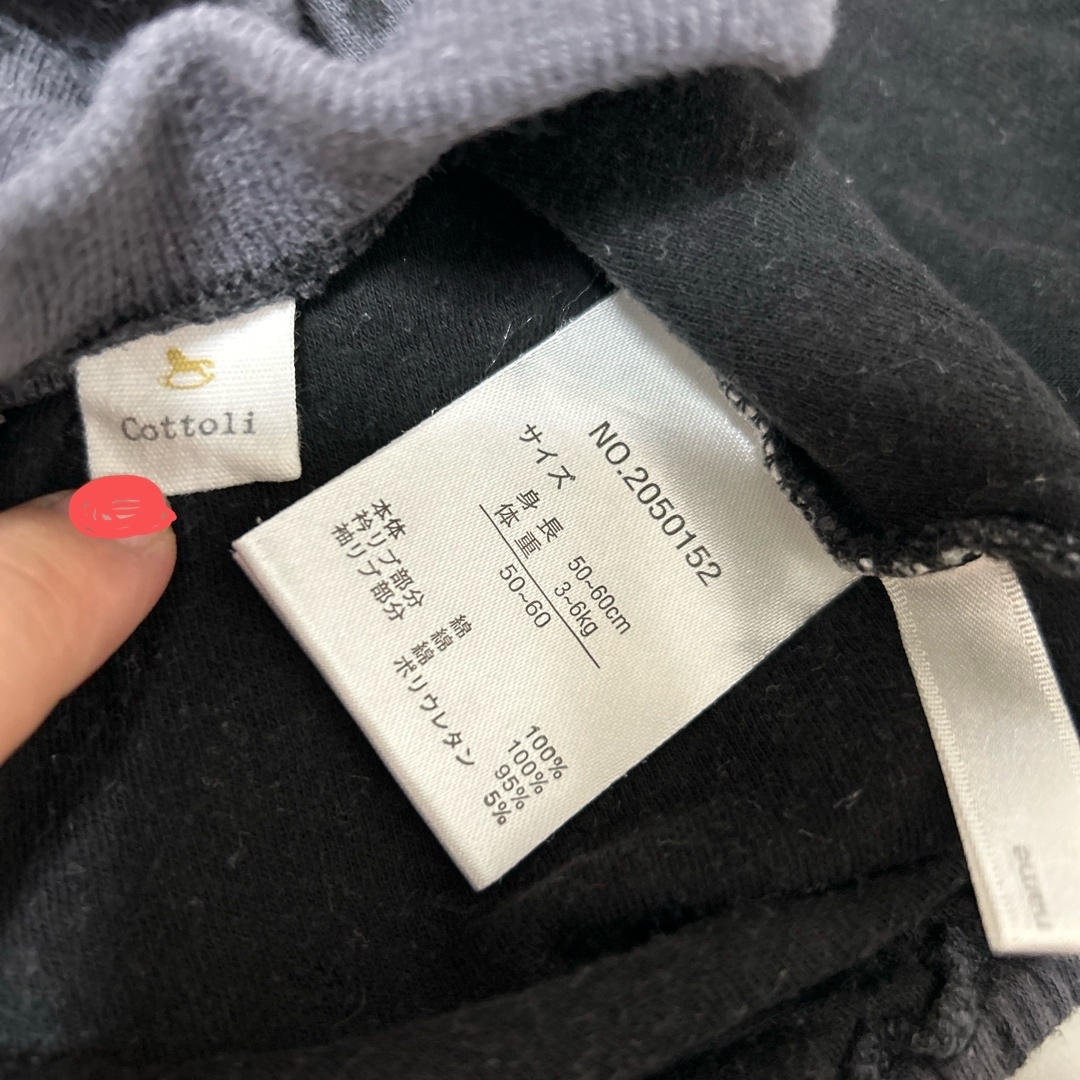 Cottoli
NO.2050152
サイズ
身長 50~60cm
体重 3~6kg
50~60
本体 綿 100%
衿リブ部分 綿 100%
袖リブ部分 綿 95%
ポリウレタン 5%
name